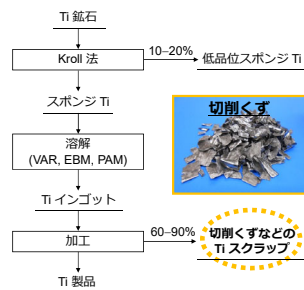 Ti 鉱石
Kroll 法
10–20%
低品位スポンジ Ti
スポンジ Ti
切削くず
溶解
(VAR, EBM, PAM)
Ti インゴット
加工
60–90%
切削くずなどの
Ti スクラップ
Ti 製品